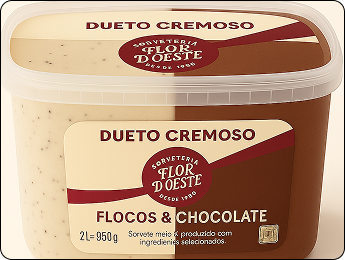 DUETO CREMOSO
SORVETERIA
FLOR
D'OESTE
DESDE 1980
DUETO CREMOSO
SORVETERIA
FLOR
D'OESTE
DESDE 1980
FLOCOS & CHOCOLATE
2L=950g
Sorvete meio produzido com
ingredientes selecionados.